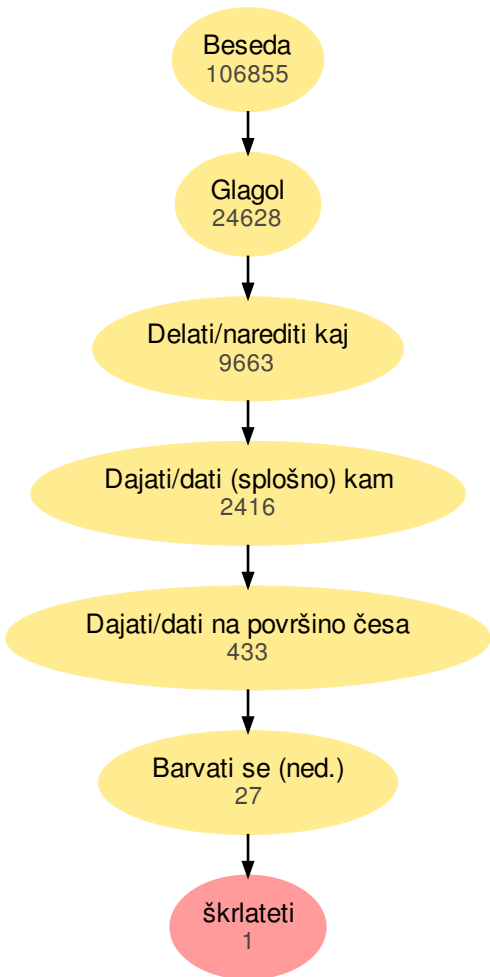 Beseda
106855
Glagol
24628
Delati/narediti kaj
9663
Dajati/dati (splošno) kam
2416
Dajati/dati na površino česa
433
Barvati se (ned.)
27
škrlateti
1